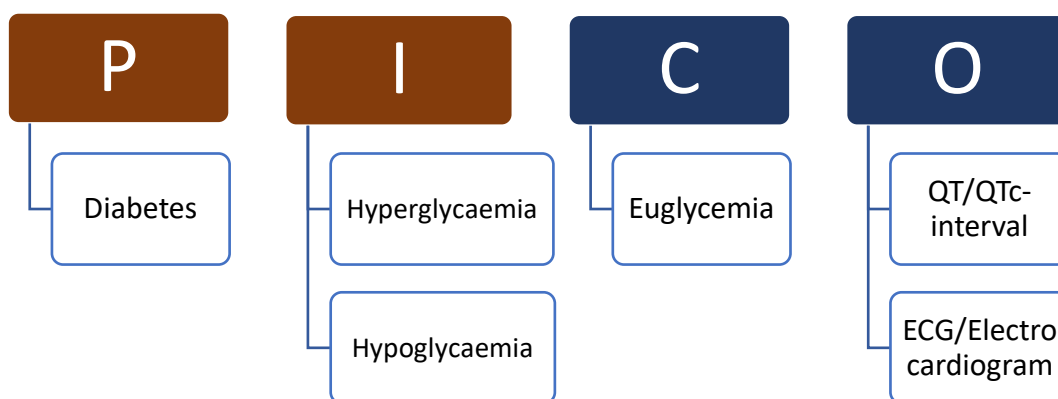 P
I
C
O
Diabetes
Hyperglycaemia
Euglycemia
QT/QTc-
interval
Hypoglycaemia
ECG/Electro
cardiogram